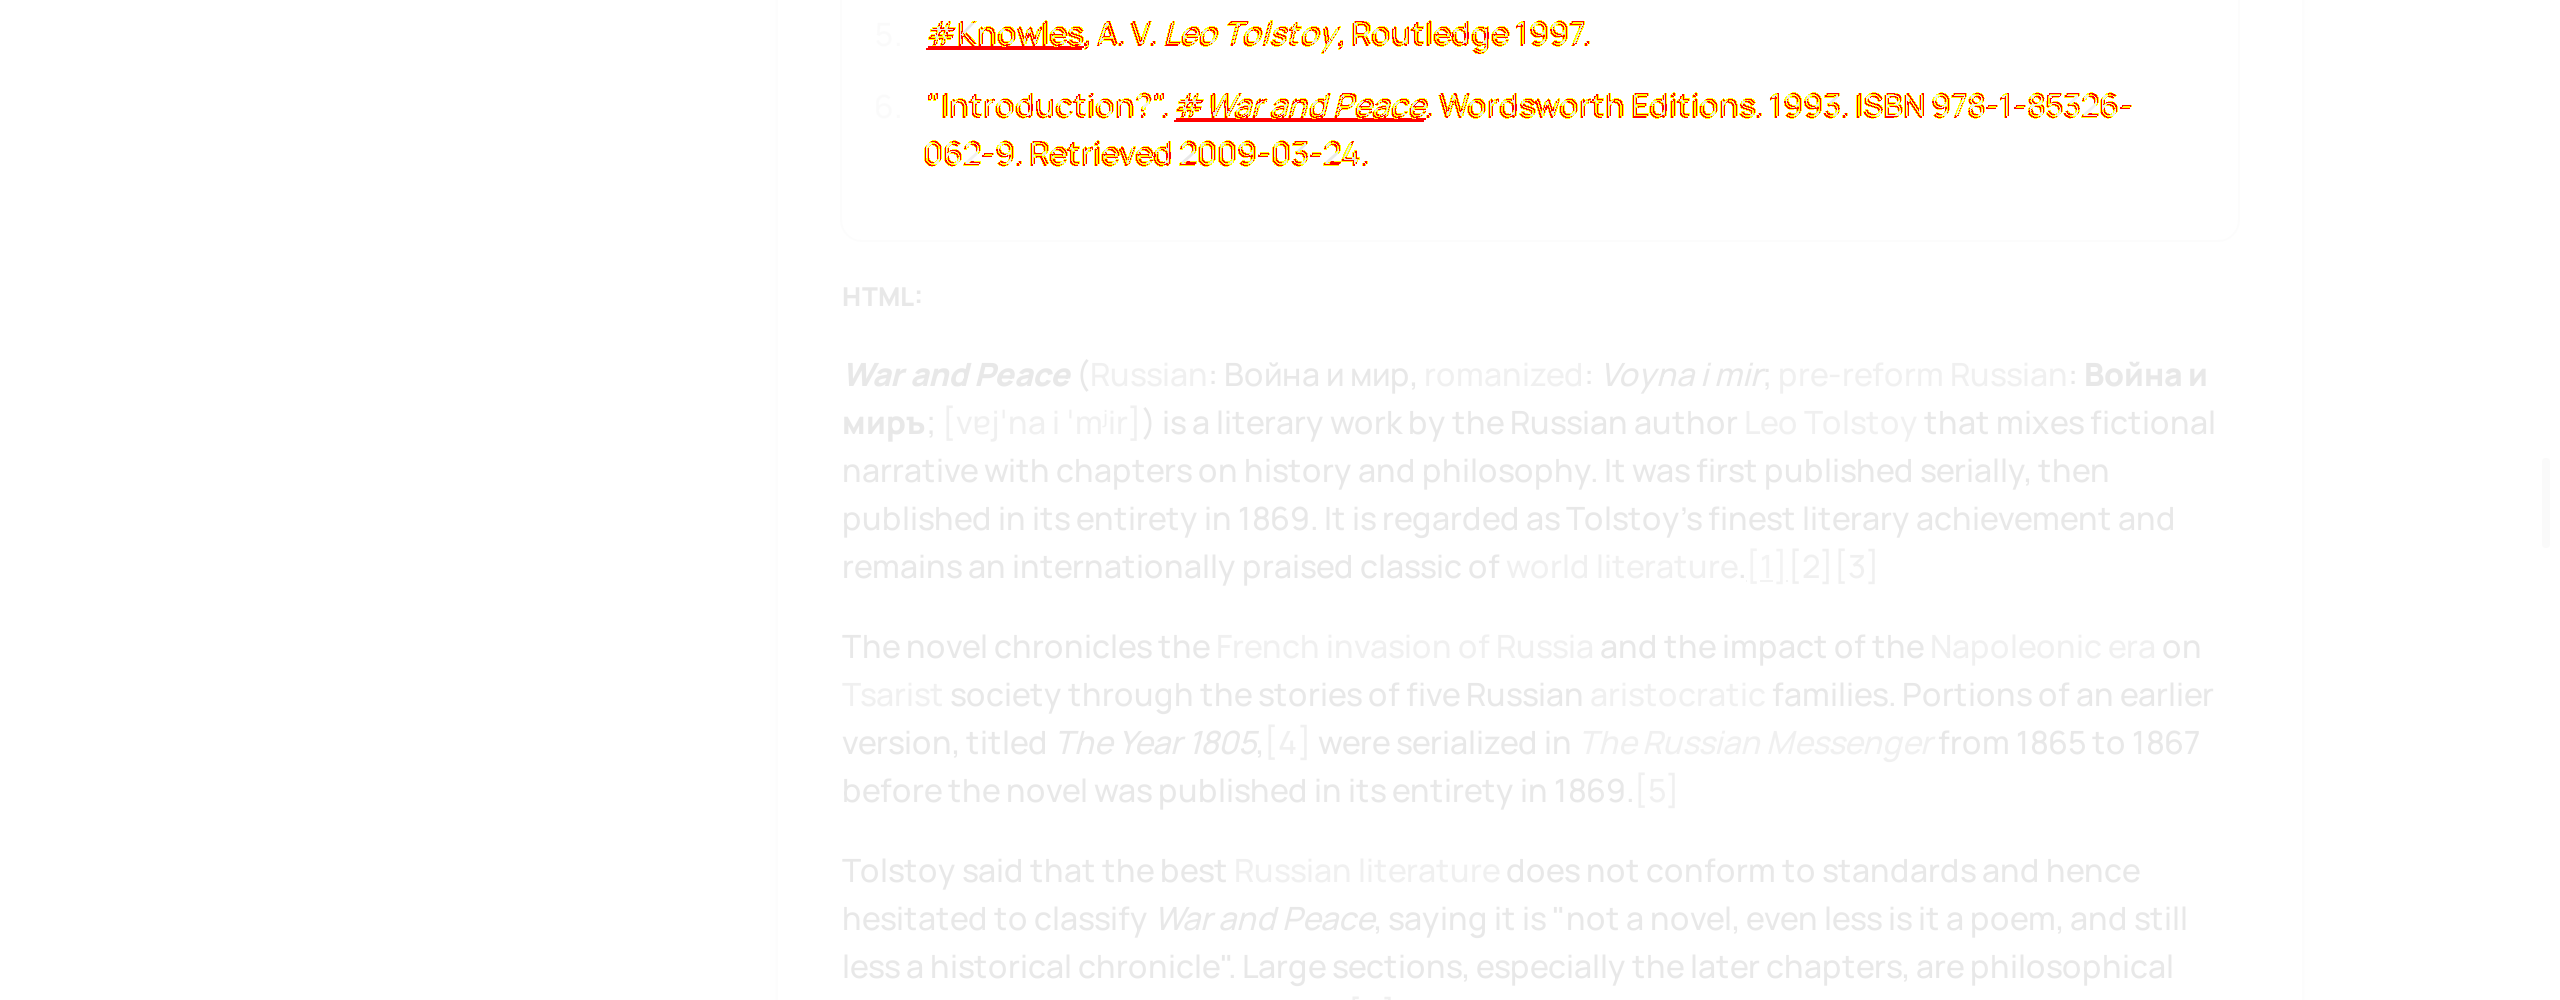 5. #Knowles, A. V. Leo Tolstoy, Routledge 1997.
6. "Introduction?". # War and Peace. Wordsworth Editions. 1993. ISBN 978-1-85326-
062-9. Retrieved 2009-03-24.
HTML:
War and Peace (Russian: Война и мир, romanized: Voyna i mir; pre-reform Russian: Война и
миръ; [vɐjˈna i ˈmʲir]) is a literary work by the Russian author Leo Tolstoy that mixes fictional
narrative with chapters on history and philosophy. It was first published serially, then
published in its entirety in 1869. It is regarded as Tolstoy's finest literary achievement and
remains an internationally praised classic of world literature.[1][2][3]
The novel chronicles the French invasion of Russia and the impact of the Napoleonic era on
Tsarist society through the stories of five Russian aristocratic families. Portions of an earlier
version, titled The Year 1805,[4] were serialized in The Russian Messenger from 1865 to 1867
before the novel was published in its entirety in 1869.[5]
Tolstoy said that the best Russian literature does not conform to standards and hence
hesitated to classify War and Peace, saying it is "not a novel, even less is it a poem, and still
less a historical chronicle". Large sections, especially the later chapters, are philosophical